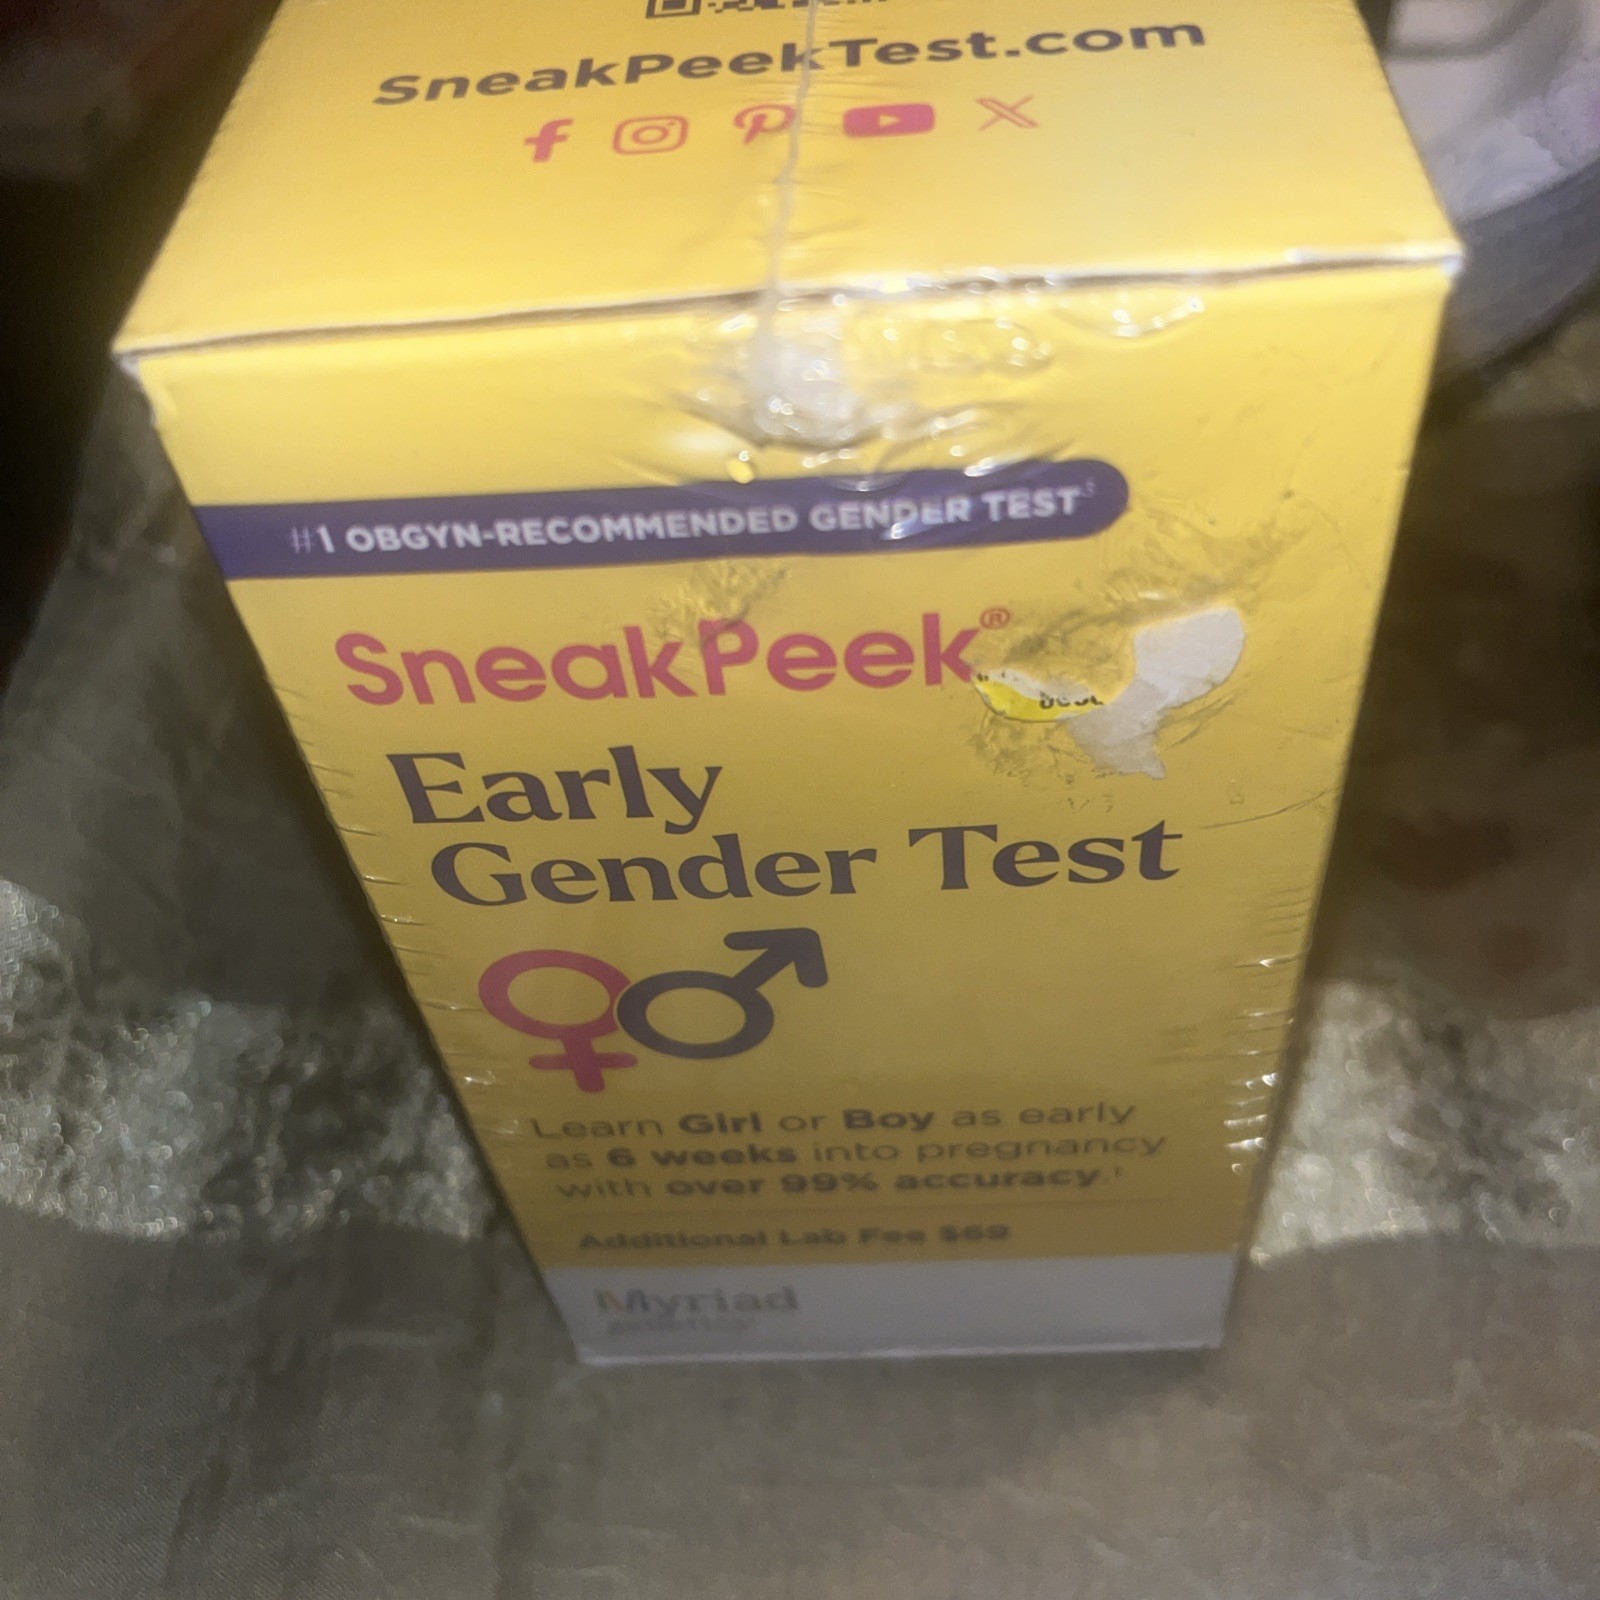 SneakPeekTest.com
#1 OBGYN-RECOMMENDED GENDER TEST
SneakPeek®
Early
Gender Test
Learn Girl or Boy as early
as 6 weeks into pregnancy
with over 99% accuracy.¹
Additional Lab Fee $69
Myriad